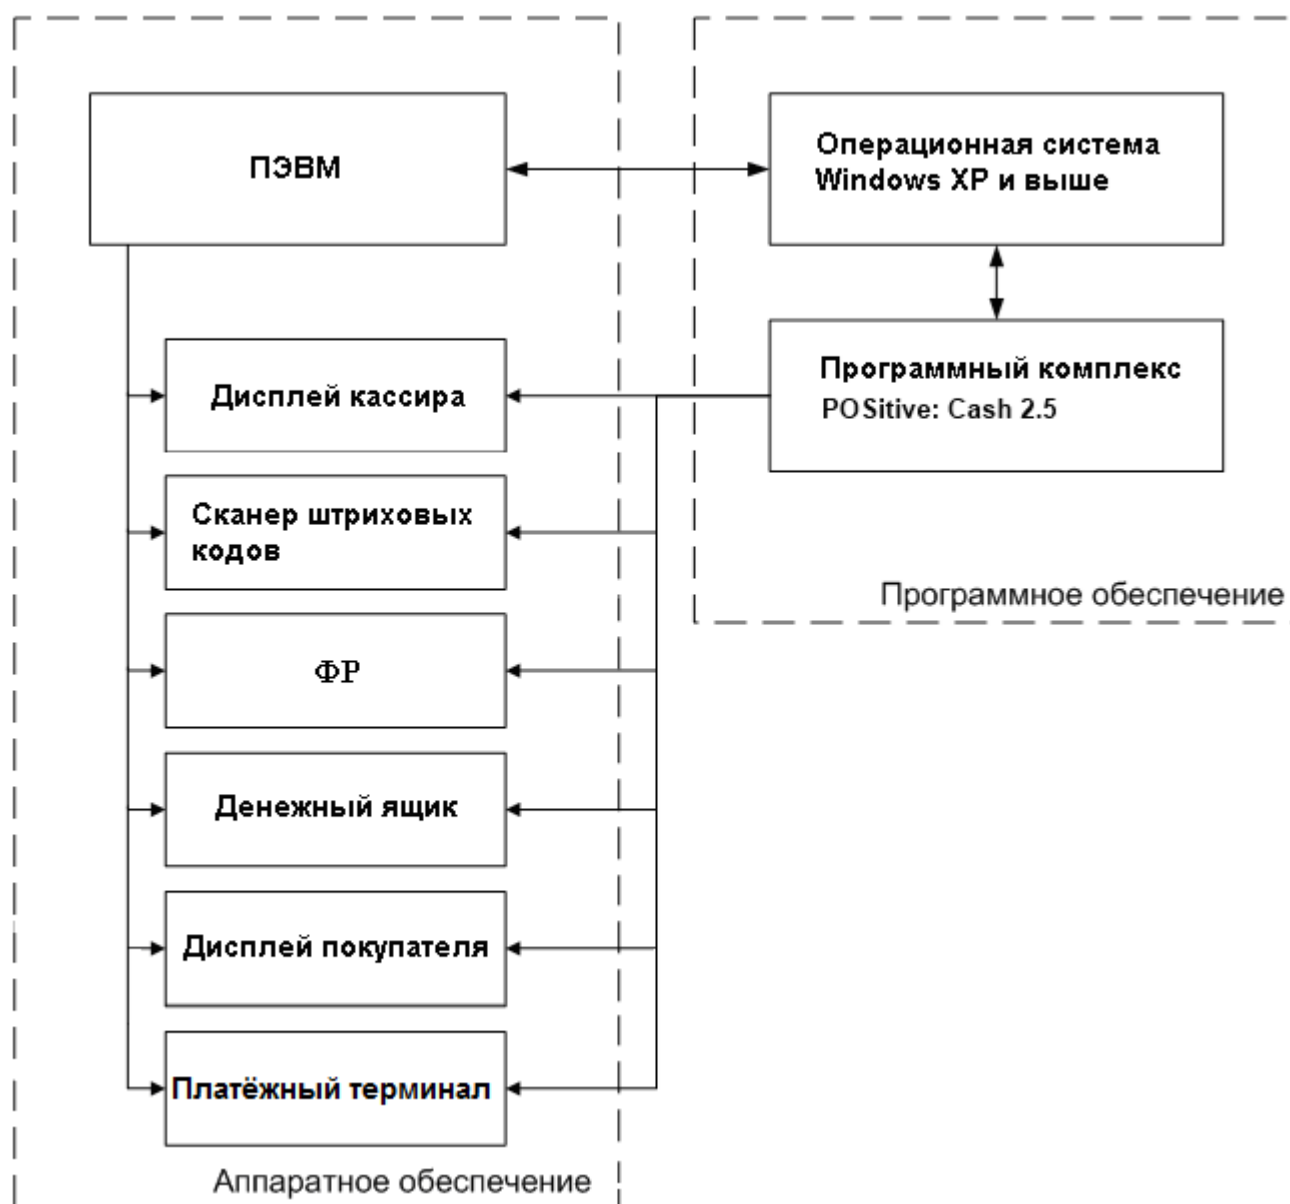 ПЭВМ
Операционная система
Windows XP и выше
Программный комплекс
POSitive: Cash 2.5
Дисплей кассира
Сканер штриховых
кодов
Программное обеспечение
ФР
Денежный ящик
Дисплей покупателя
Платёжный терминал
Аппаратное обеспечение